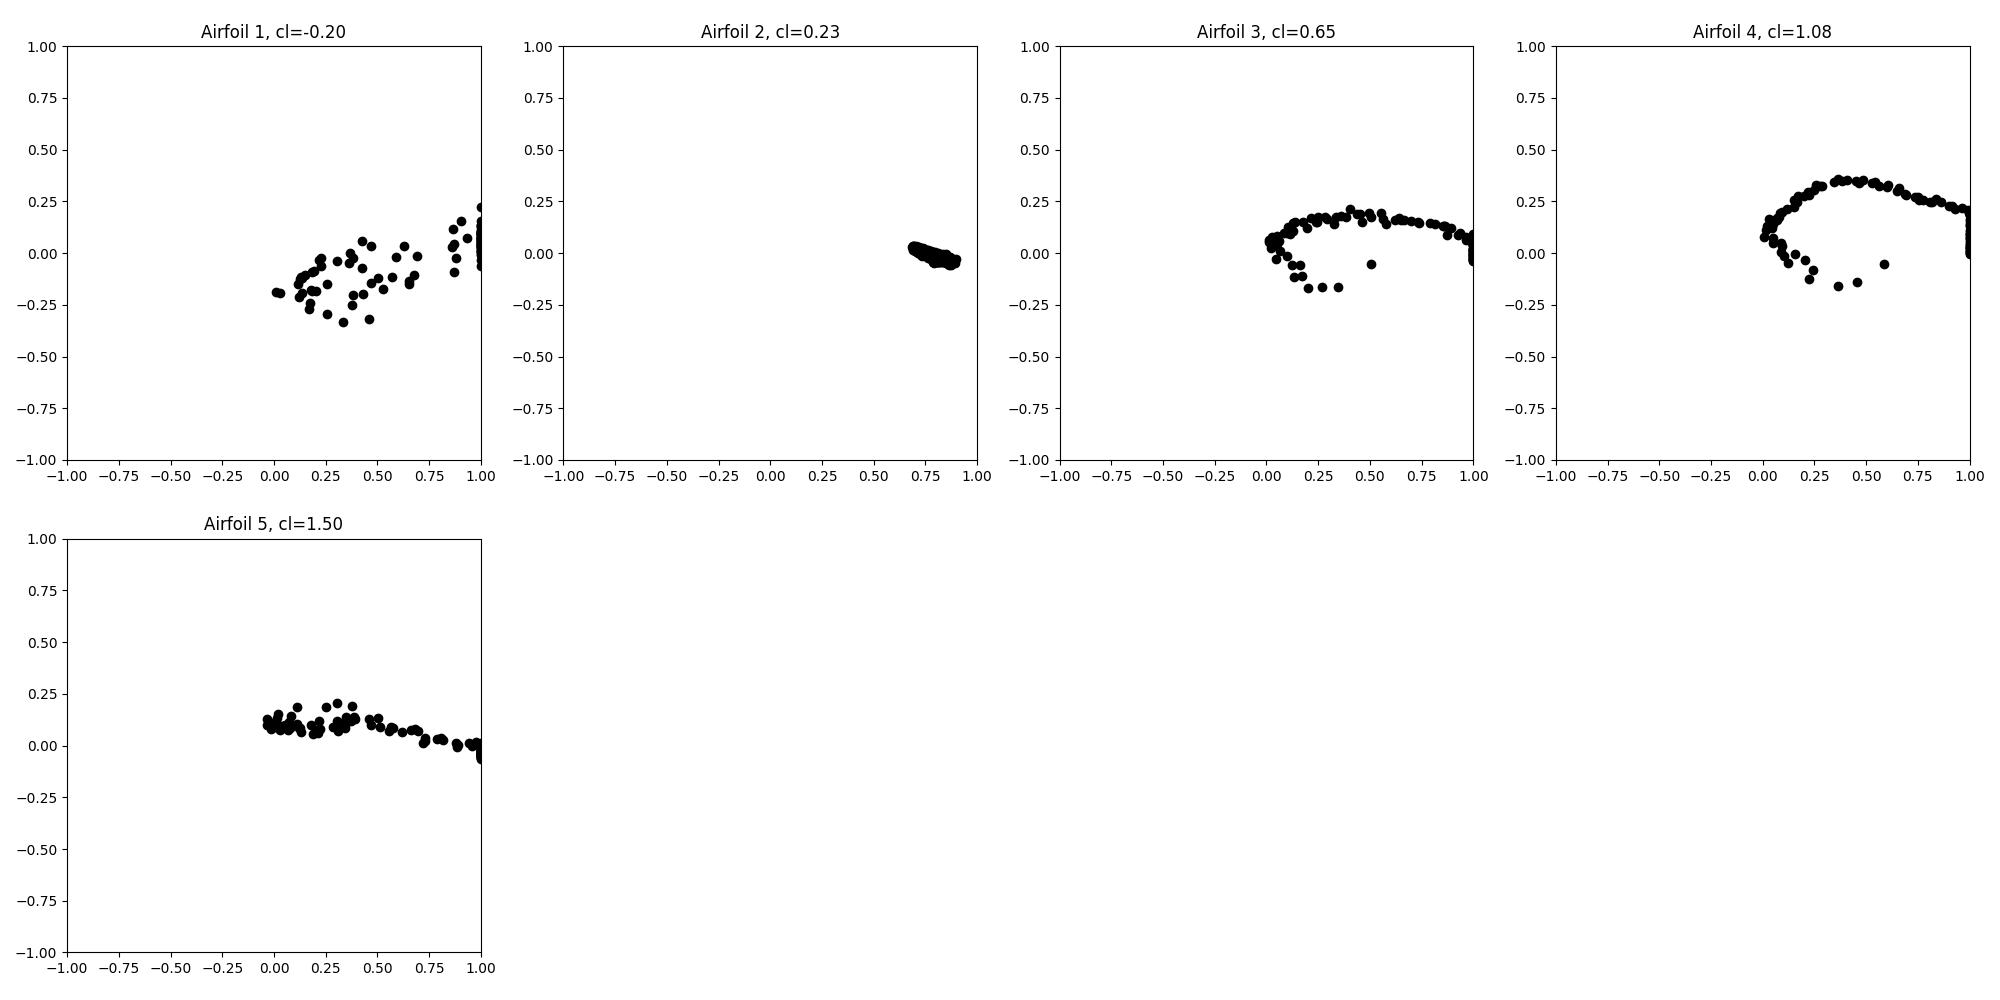 Airfoil 1, cl=-0.20
Airfoil 2, cl=0.23
Airfoil 3, cl=0.65
Airfoil 4, cl=1.08
1.00 1.00 1.00 1.00
0.75 0.75 0.75 0.75
0.50 0.50 0.50 0.50
0.25 0.25 0.25 0.25
0.00 0.00 0.00 0.00
−0.25 −0.25 −0.25 −0.25
−0.50 −0.50 −0.50 −0.50
−0.75 −0.75 −0.75 −0.75
−1.00 −1.00 −1.00 −1.00
−1.00 −0.75 −0.50 −0.25 0.00 0.25 0.50 0.75 1.00
−1.00 −0.75 −0.50 −0.25 0.00 0.25 0.50 0.75 1.00
−1.00 −0.75 −0.50 −0.25 0.00 0.25 0.50 0.75 1.00
−1.00 −0.75 −0.50 −0.25 0.00 0.25 0.50 0.75 1.00
Airfoil 5, cl=1.50
1.00
0.75
0.50
0.25
0.00
−0.25
−0.50
−0.75
−1.00
−1.00 −0.75 −0.50 −0.25 0.00 0.25 0.50 0.75 1.00